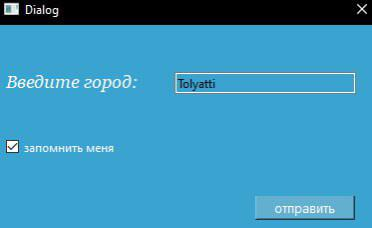 Dialog
Введите город:
Tolyatti
запомнить меня
отправить